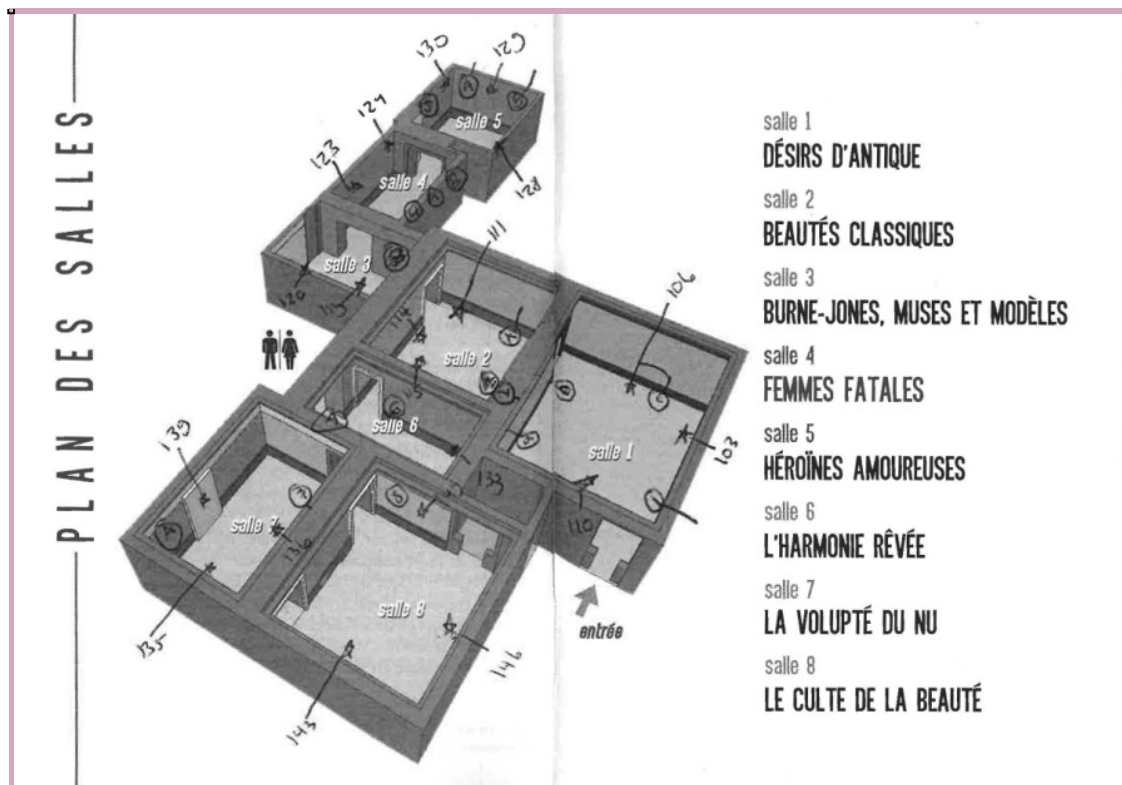 PLAN DES SALLES
130
129
124
salle 5
123
salle 4
128
111
salle 3
106
120
119
114
salle 2
115
salle 6
139
salle 1
103
133
110
salle 7
136
salle 8
entrée
135
146
143
salle 1
DÉSIRS D'ANTIQUE
salle 2
BEAUTÉS CLASSIQUES
salle 3
BURNE-JONES, MUSES ET MODÈLES
salle 4
FEMMES FATALES
salle 5
HÉROÏNES AMOUREUSES
salle 6
L'HARMONIE RÊVÉE
salle 7
LA VOLUPTÉ DU NU
salle 8
LE CULTE DE LA BEAUTÉ